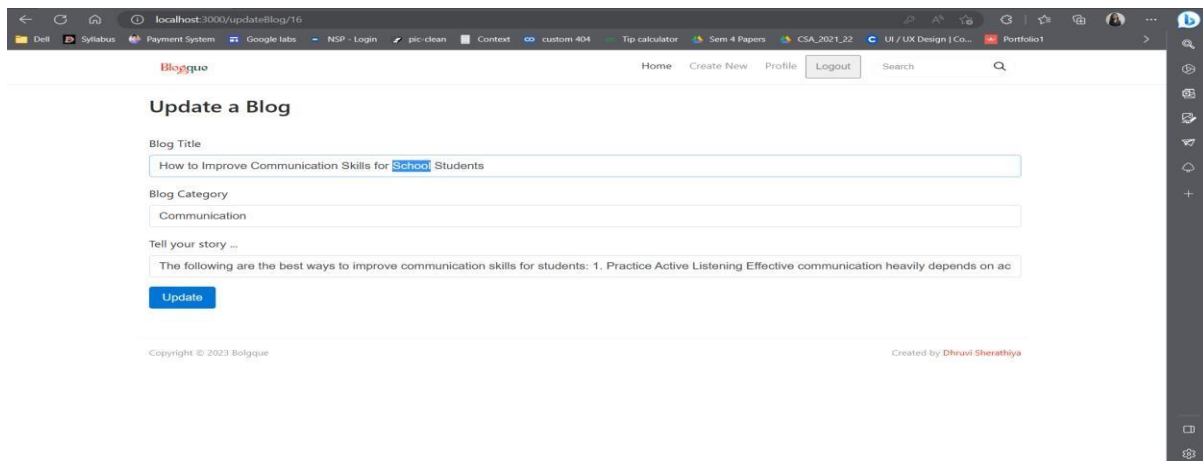 localhost:3000/updateBlog/16
Dell Syllabus Payment System Google labs NSP - Login pic-clean Context custom 404 Tip calculator Sem 4 Papers CSA_2021_22 UI / UX Design | Co... Portfolio1
Blogque Home Create New Profile Logout Search
Update a Blog
Blog Title
How to Improve Communication Skills for School Students
Blog Category
Communication
Tell your story ...
The following are the best ways to improve communication skills for students: 1. Practice Active Listening Effective communication heavily depends on ac
Update
Copyright © 2023 Bolgque Created by Dhruvi Sherathiya